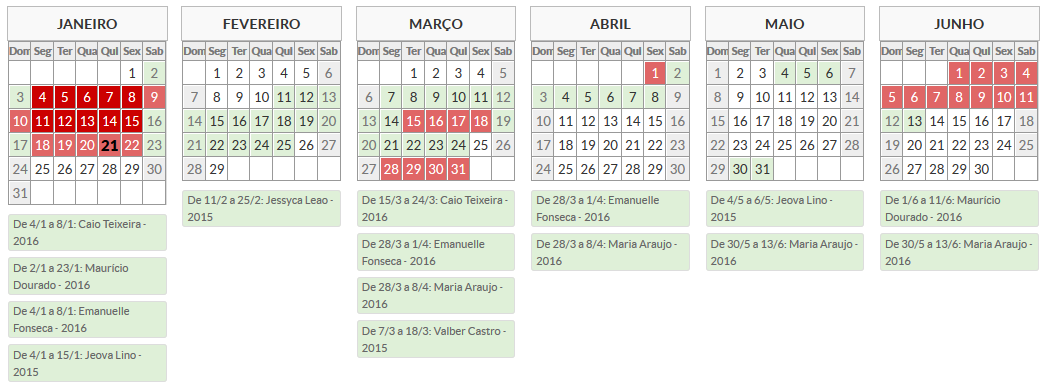 JANEIRO
Dom Seg Ter Qua Qui Sex Sab
1 2
3 4 5 6 7 8 9
10 11 12 13 14 15 16
17 18 19 20 21 22 23
24 25 26 27 28 29 30
31
De 4/1 a 8/1: Caio Teixeira -
2016
De 2/1 a 23/1: Maurício
Dourado - 2016
De 4/1 a 8/1: Emanuelle
Fonseca - 2016
De 4/1 a 15/1: Jeova Lino -
2015
FEVEREIRO
Dom Seg Ter Qua Qui Sex Sab
1 2 3 4 5 6
7 8 9 10 11 12 13
14 15 16 17 18 19 20
21 22 23 24 25 26 27
28 29
De 11/2 a 25/2: Jessyca Leao -
2015
MARÇO
Dom Seg Ter Qua Qui Sex Sab
1 2 3 4 5
6 7 8 9 10 11 12
13 14 15 16 17 18 19
20 21 22 23 24 25 26
27 28 29 30 31
De 15/3 a 24/3: Caio Teixeira -
2016
De 28/3 a 1/4: Emanuelle
Fonseca - 2016
De 28/3 a 8/4: Maria Araujo -
2016
De 7/3 a 18/3: Valber Castro -
2015
ABRIL
Dom Seg Ter Qua Qui Sex Sab
1 2
3 4 5 6 7 8 9
10 11 12 13 14 15 16
17 18 19 20 21 22 23
24 25 26 27 28 29 30
De 28/3 a 1/4: Emanuelle
Fonseca - 2016
De 28/3 a 8/4: Maria Araujo -
2016
MAIO
Dom Seg Ter Qua Qui Sex Sab
1 2 3 4 5 6 7
8 9 10 11 12 13 14
15 16 17 18 19 20 21
22 23 24 25 26 27 28
29 30 31
De 4/5 a 6/5: Jeova Lino -
2015
De 30/5 a 13/6: Maria Araujo -
2016
JUNHO
Dom Seg Ter Qua Qui Sex Sab
1 2 3 4
5 6 7 8 9 10 11
12 13 14 15 16 17 18
19 20 21 22 23 24 25
26 27 28 29 30
De 1/6 a 11/6: Maurício
Dourado - 2016
De 30/5 a 13/6: Maria Araujo -
2016